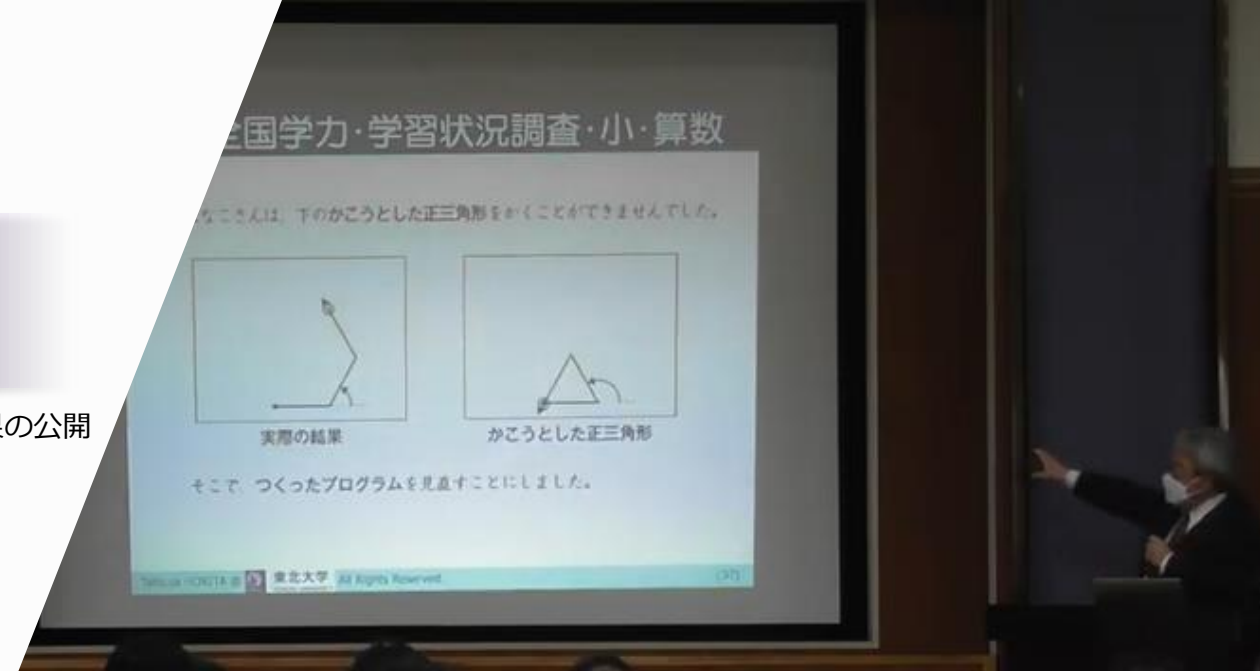 全国学力・学習状況調査・小・算数
なこさんは、下のかこうとした正三角形をかくことができませんでした。
実際の結果
かこうとした正三角形
そこで、つくったプログラムを見直すことにしました。
東北大学 All Rights Reserved
の公開